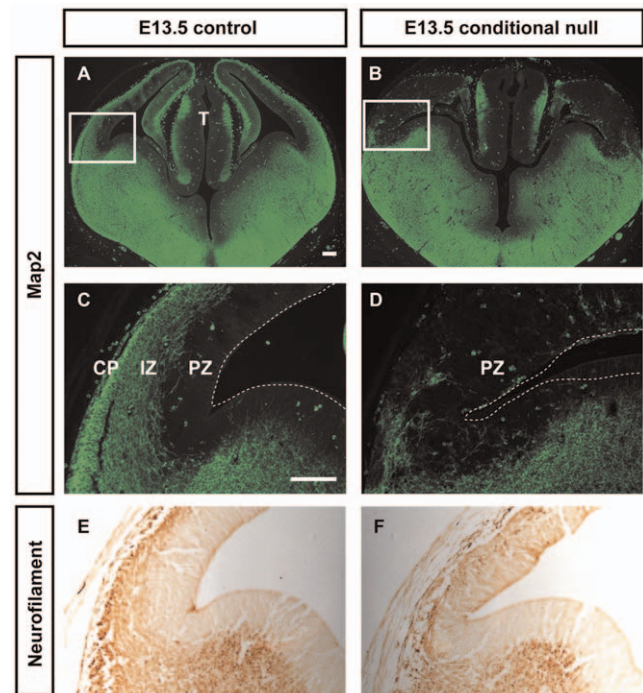 E13.5 control
E13.5 conditional null
Map2
A
T
B
C
CP IZ PZ
D
PZ
Neurofilament
E
F